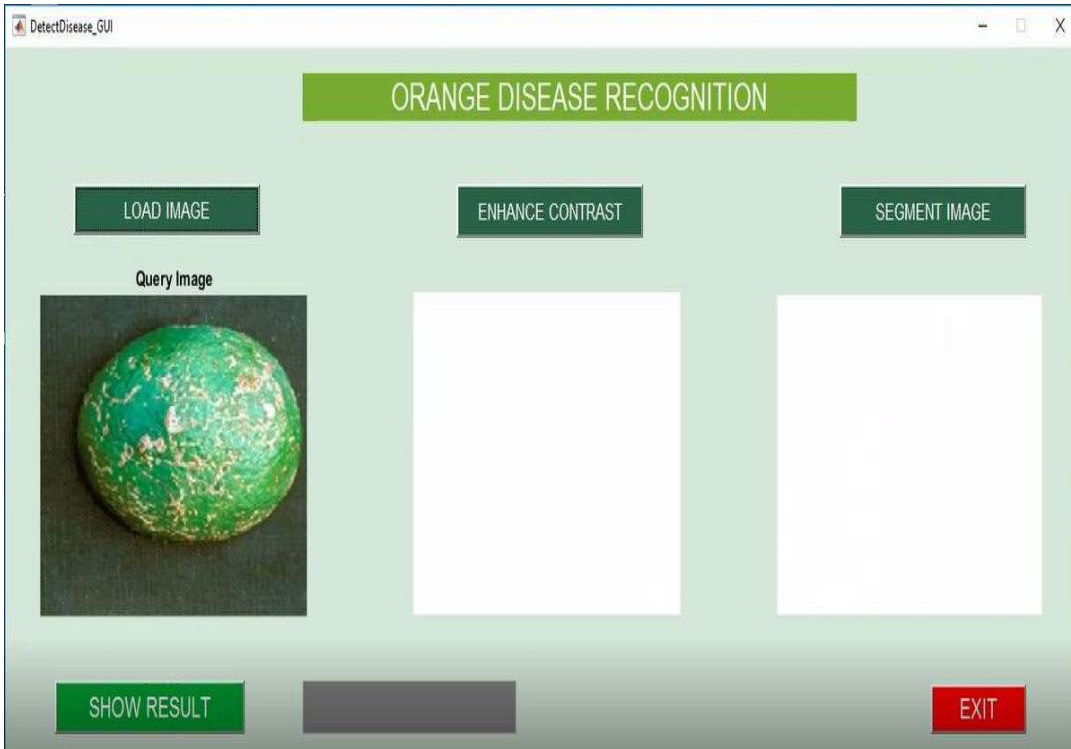 DetectDisease_GUI
ORANGE DISEASE RECOGNITION
LOAD IMAGE
ENHANCE CONTRAST
SEGMENT IMAGE
Query Image
SHOW RESULT
EXIT